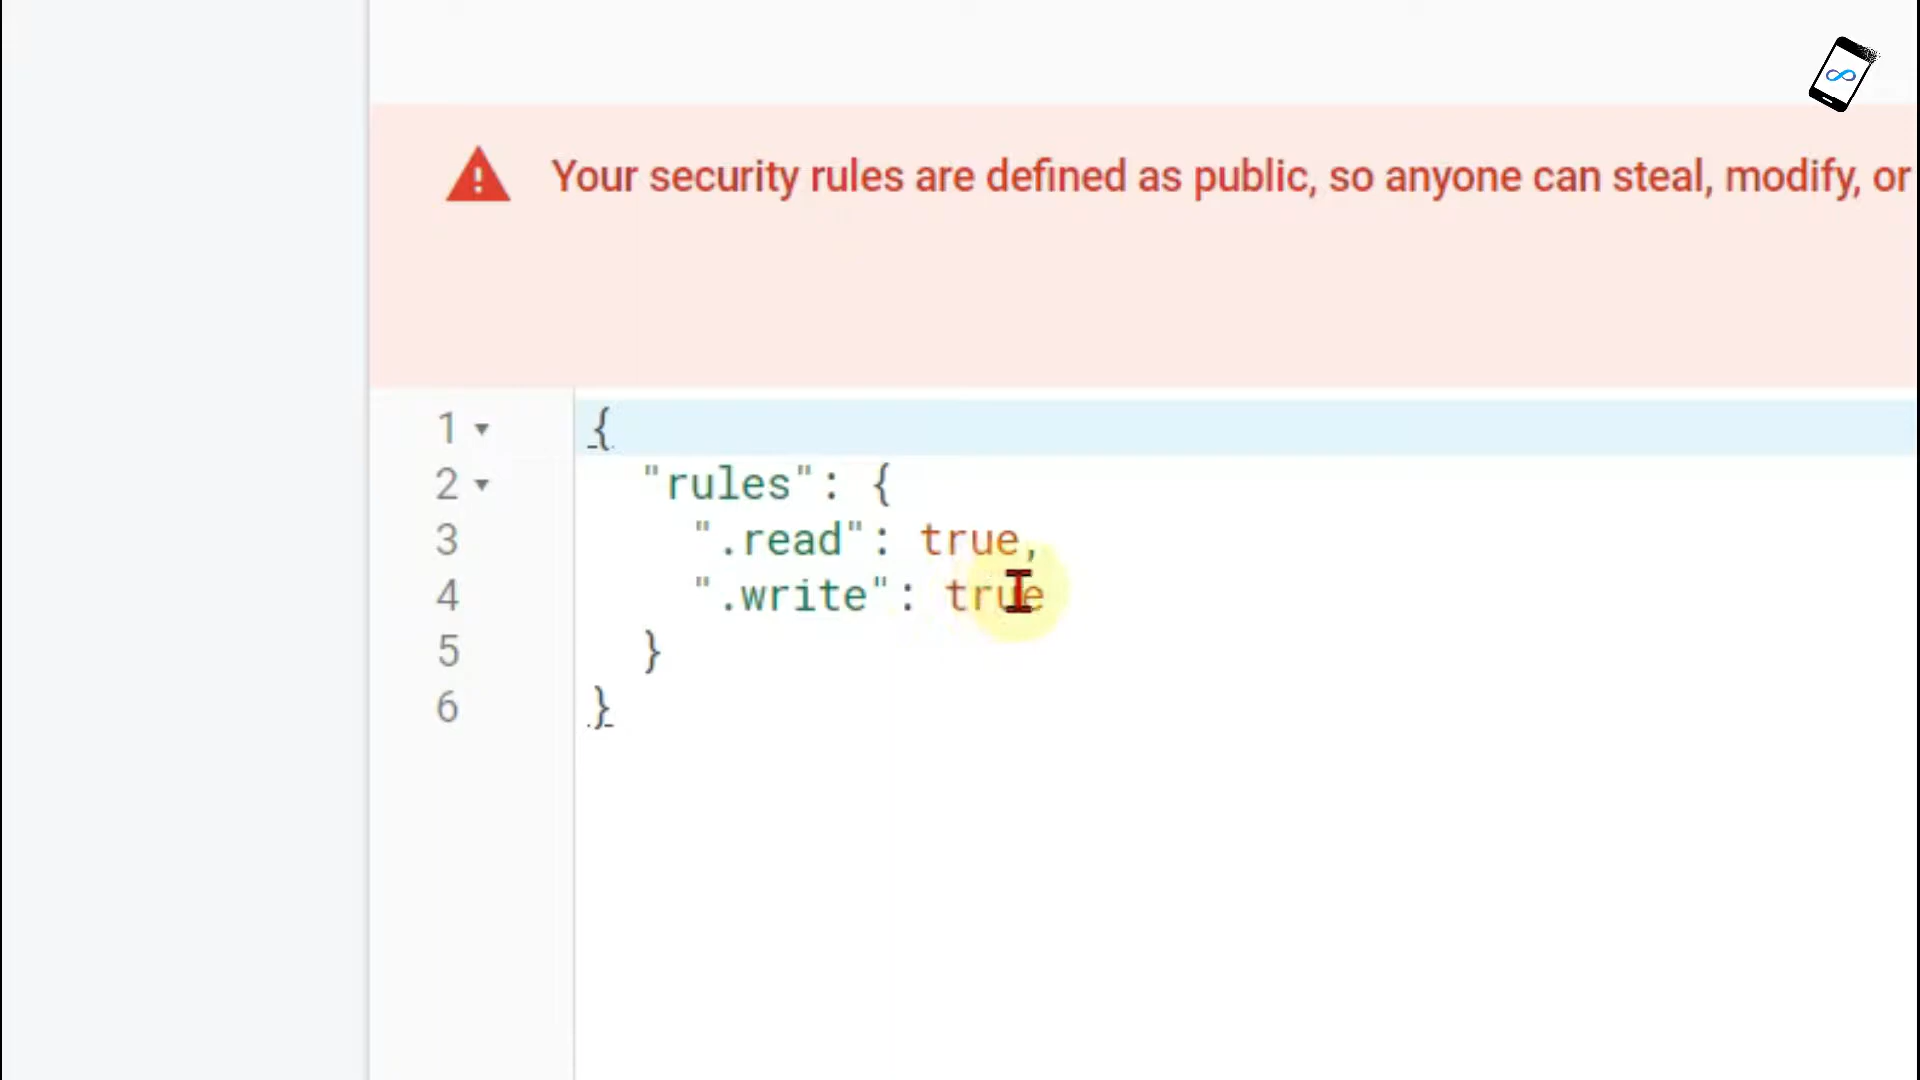 Your security rules are defined as public, so anyone can steal, modify, or
1 {
2 "rules": {
3 ".read": true,
4 ".write": true
5 }
6 }